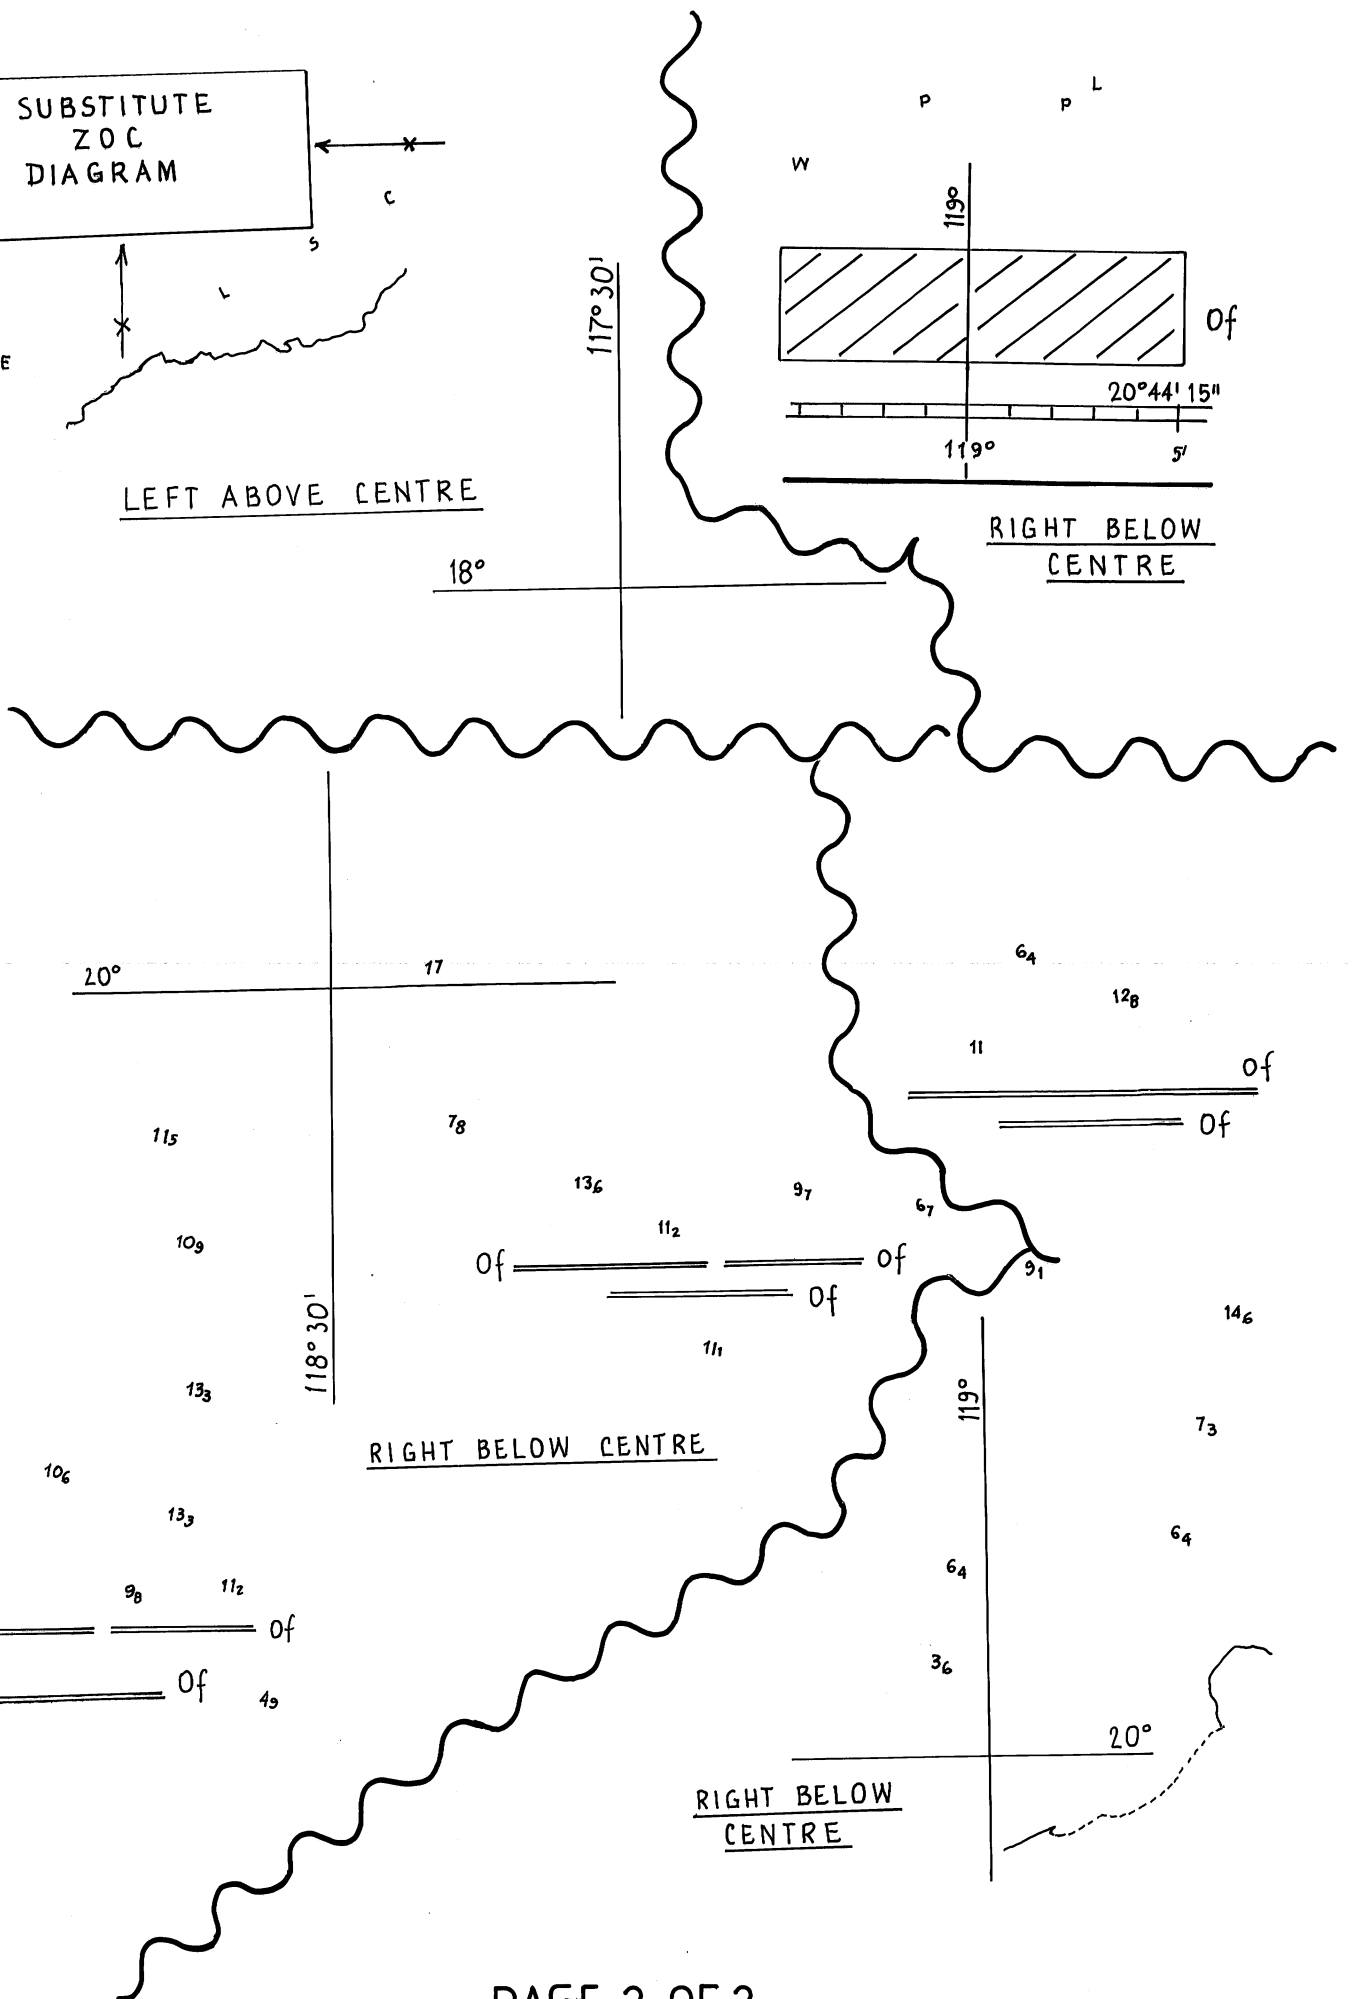 SUBSTITUTE
ZOC
DIAGRAM
C
S
L
E
117° 30'
LEFT ABOVE CENTRE
18°
P
P
L
W
119°
Of
20°44' 15"
119°
5'
RIGHT BELOW
CENTRE
20°
17
11₅
7₈
13₆
9₇
6₇
10₉
11₂
Of
Of
Of
11₁
118° 30'
13₃
RIGHT BELOW CENTRE
10₆
13₃
9₈
11₂
Of
Of
4₉
6₄
12₈
11
Of
Of
9₁
14₆
119°
7₃
6₄
6₄
3₆
20°
RIGHT BELOW
CENTRE